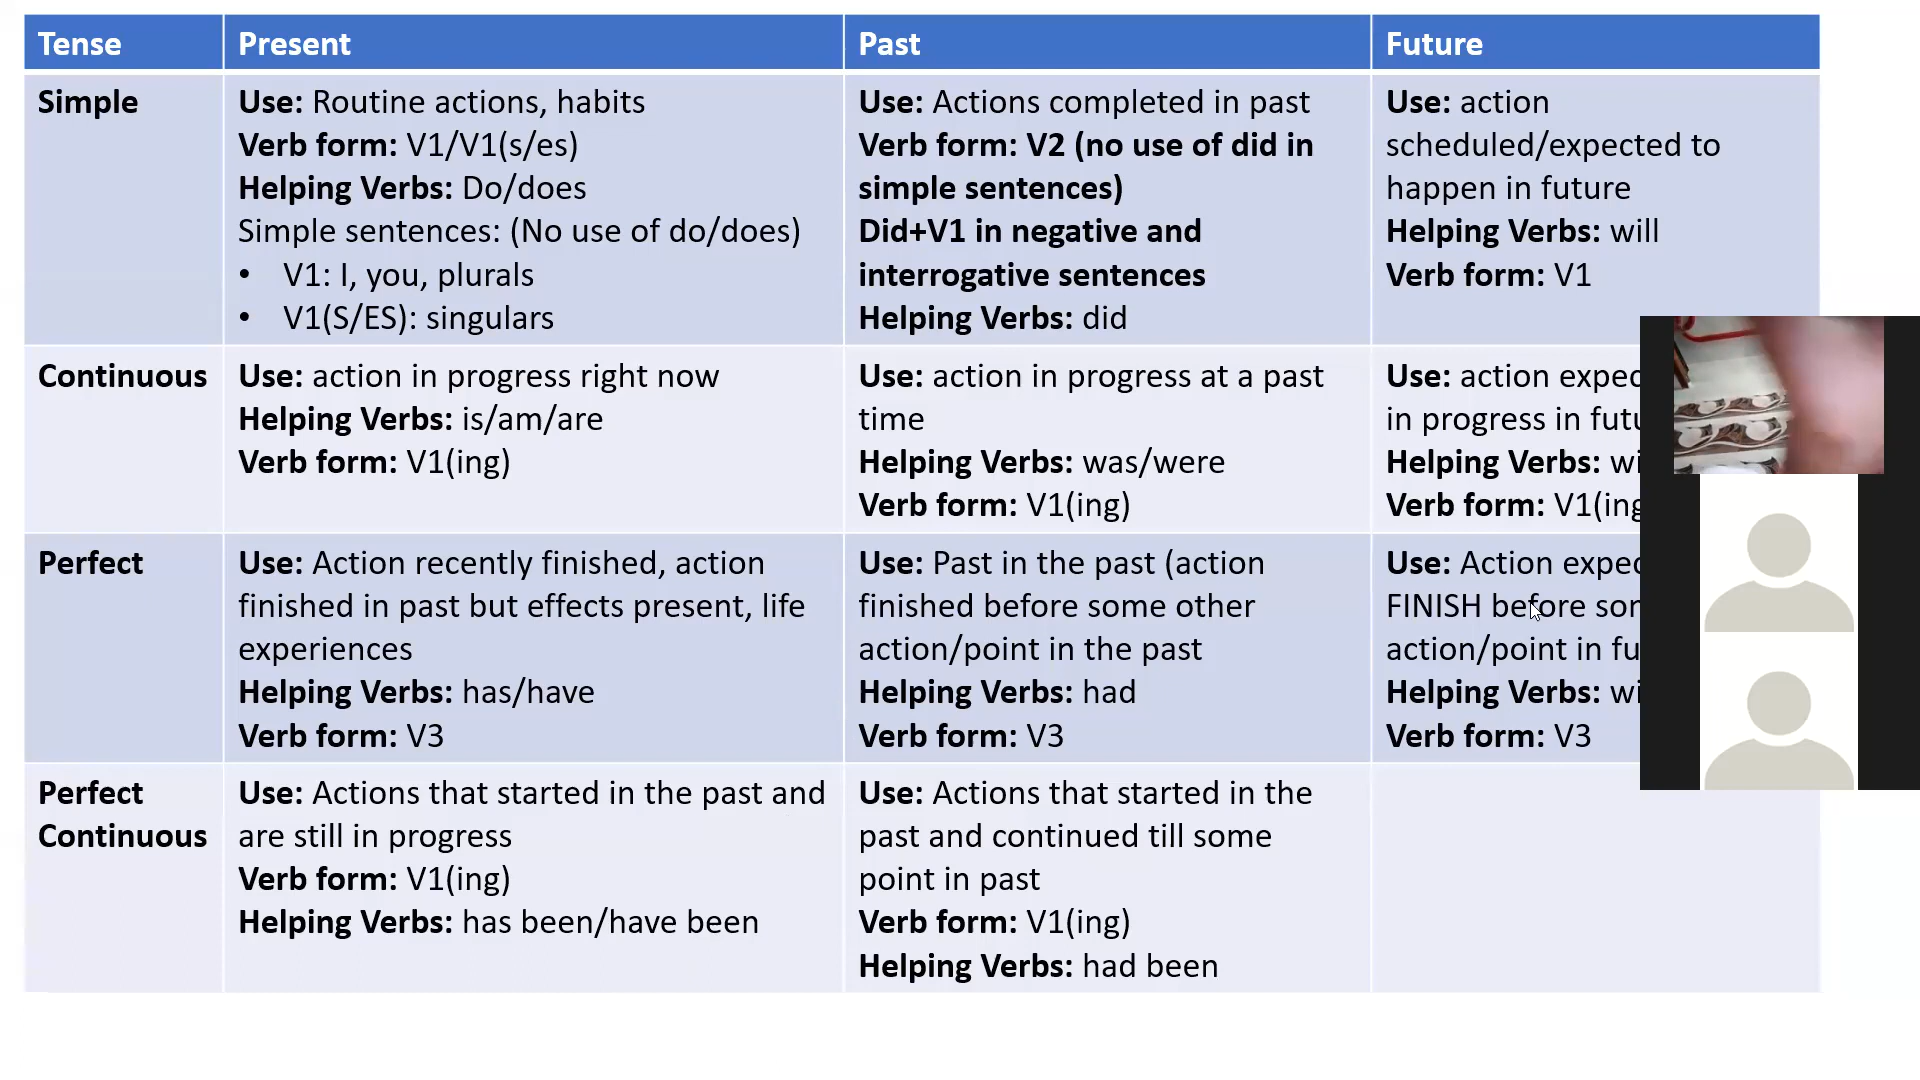 Tense Present Past Future
Simple
Use: Routine actions, habits
Verb form: V1/V1(s/es)
Helping Verbs: Do/does
Simple sentences: (No use of do/does)
• V1: I, you, plurals
• V1(S/ES): singulars
Use: Actions completed in past
Verb form: V2 (no use of did in
simple sentences)
Did+V1 in negative and
interrogative sentences
Helping Verbs: did
Use: action
scheduled/expected to
happen in future
Helping Verbs: will
Verb form: V1
Continuous
Use: action in progress right now
Helping Verbs: is/am/are
Verb form: V1(ing)
Use: action in progress at a past
time
Helping Verbs: was/were
Verb form: V1(ing)
Use: action
in progress in
Helping Verbs:
Verb form: V1(ing
Perfect
Use: Action recently finished, action
finished in past but effects present, life
experiences
Helping Verbs: has/have
Verb form: V3
Use: Past in the past (action
finished before some other
action/point in the past
Helping Verbs: had
Verb form: V3
Use: Action
FINISH before
action/point in
Helping Verbs:
Verb form: V3
Perfect
Continuous
Use: Actions that started in the past and
are still in progress
Verb form: V1(ing)
Helping Verbs: has been/have been
Use: Actions that started in the
past and continued till some
point in past
Verb form: V1(ing)
Helping Verbs: had been